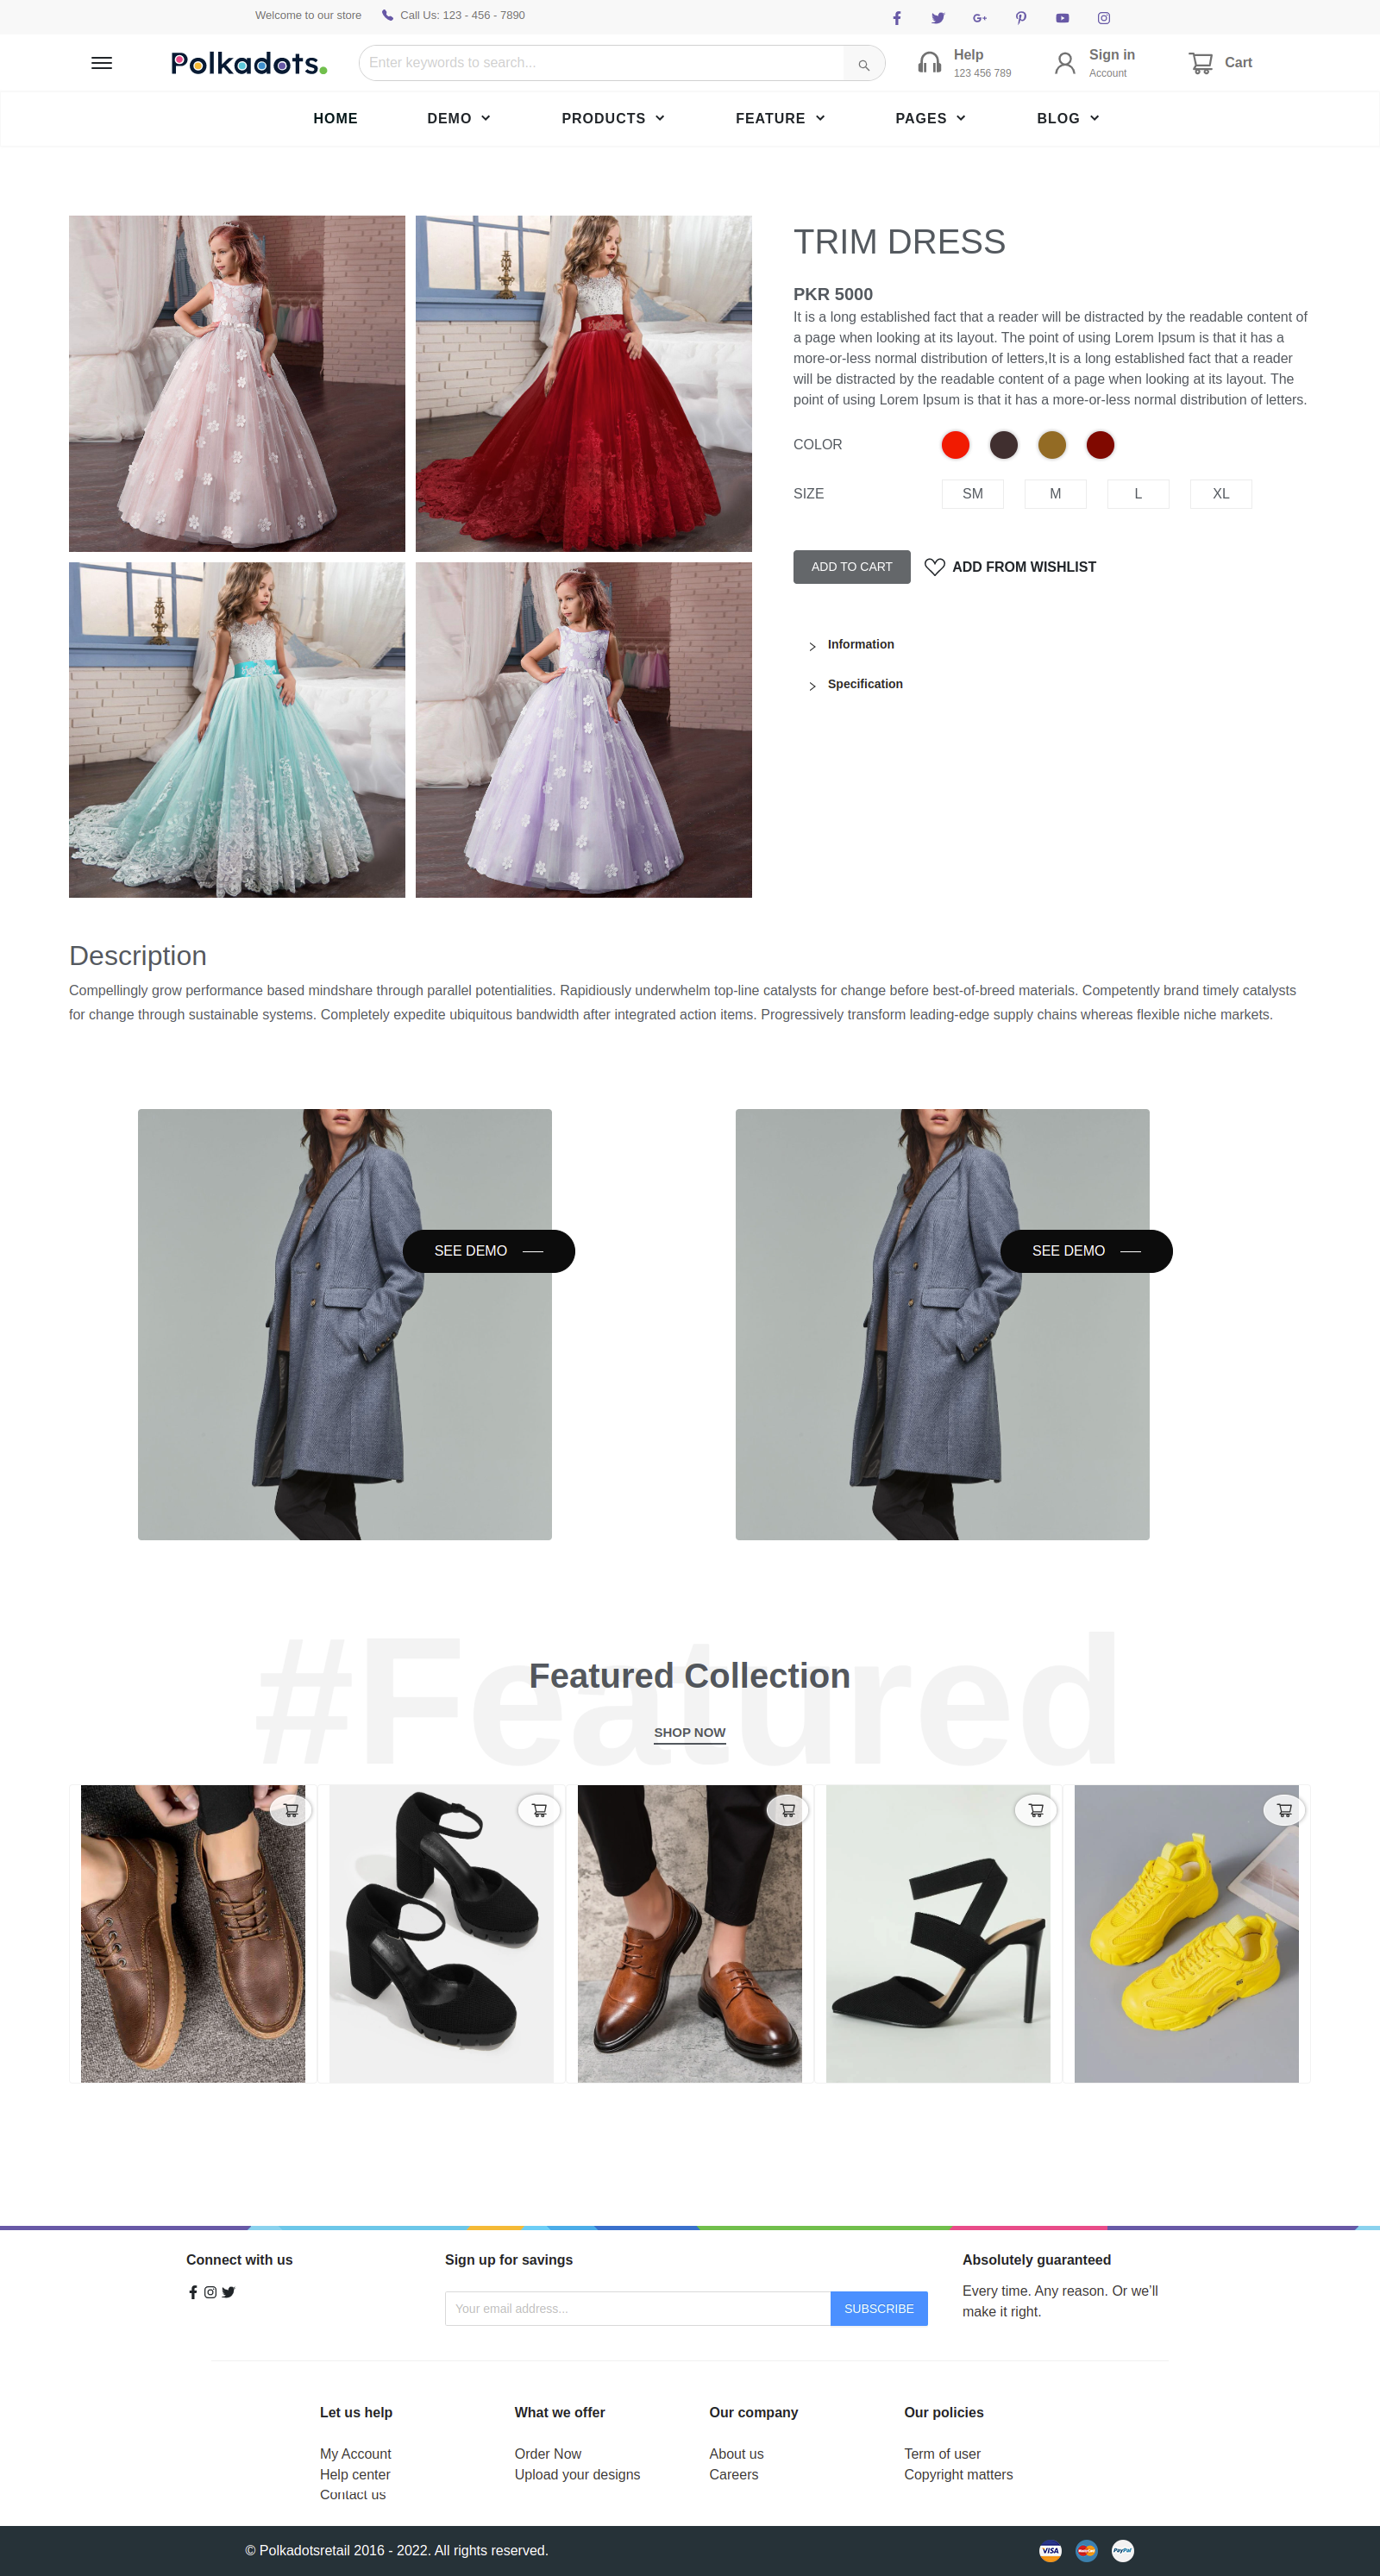 Welcome to our store
Call Us: 123 - 456 - 7890
Polkadots.
Enter keywords to search...
Help
123 456 789
Sign in
Account
Cart
HOME
DEMO
PRODUCTS
FEATURE
PAGES
BLOG
TRIM DRESS
PKR 5000
It is a long established fact that a reader will be distracted by the readable content of
a page when looking at its layout. The point of using Lorem Ipsum is that it has a
more-or-less normal distribution of letters,It is a long established fact that a reader
will be distracted by the readable content of a page when looking at its layout. The
point of using Lorem Ipsum is that it has a more-or-less normal distribution of letters.
COLOR
SIZE
SM
M
L
XL
ADD TO CART
ADD FROM WISHLIST
Information
Specification
Description
Compellingly grow performance based mindshare through parallel potentialities. Rapidiously underwhelm top-line catalysts for change before best-of-breed materials. Competently brand timely catalysts
for change through sustainable systems. Completely expedite ubiquitous bandwidth after integrated action items. Progressively transform leading-edge supply chains whereas flexible niche markets.
SEE DEMO
SEE DEMO
#Featured
Featured Collection
SHOP NOW
Connect with us
Sign up for savings
Your email address...
SUBSCRIBE
Absolutely guaranteed
Every time. Any reason. Or we’ll
make it right.
Let us help
My Account
Help center
Contact us
What we offer
Order Now
Upload your designs
Our company
About us
Careers
Our policies
Term of user
Copyright matters
© Polkadotsretail 2016 - 2022. All rights reserved.
VISA
MasterCard
PayPal